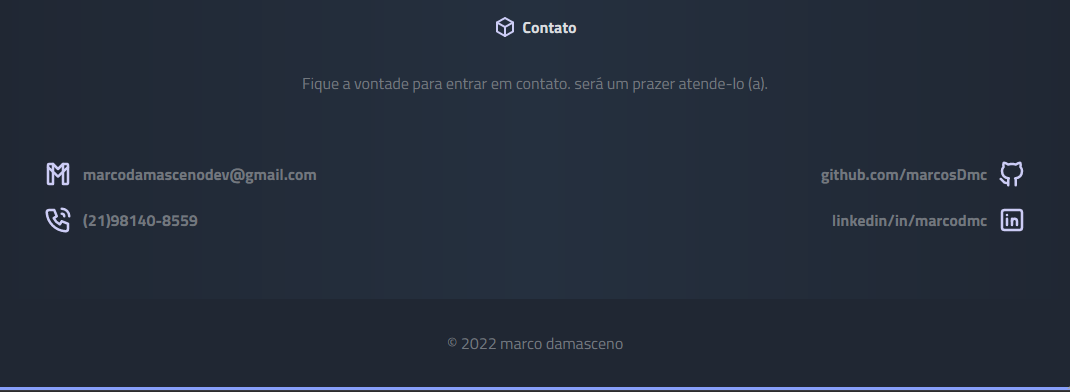 Contato
Fique a vontade para entrar em contato. será um prazer atende-lo (a).
marcodamascenodev@gmail.com
github.com/marcosDmc
(21)98140-8559
linkedin/in/marcodmc
© 2022 marco damasceno